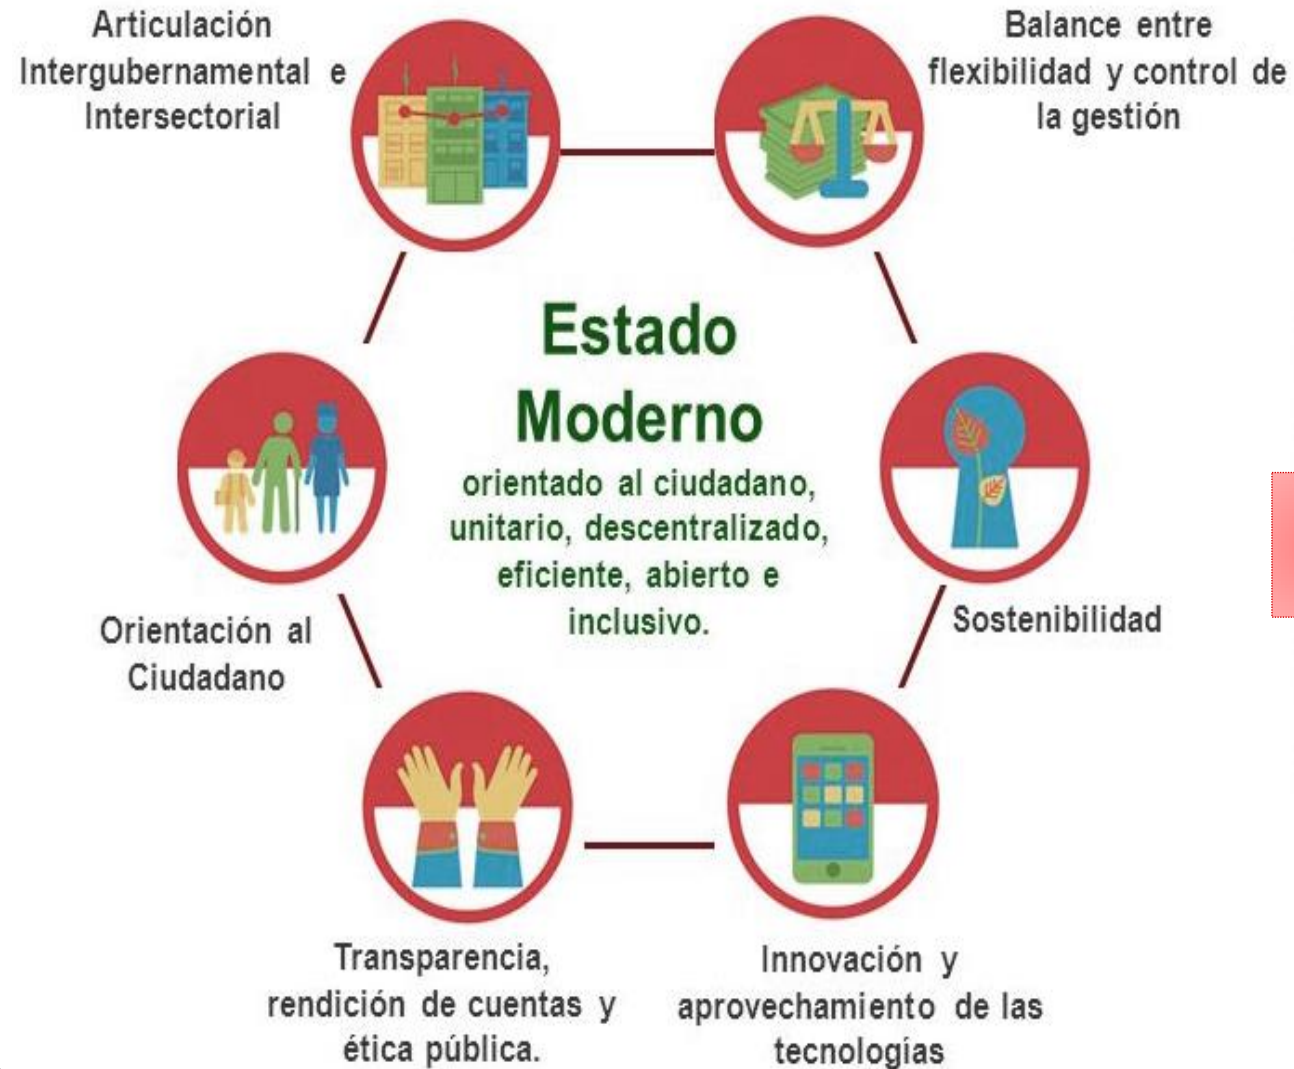 Articulación
Intergubernamental e
Intersectorial
Balance entre
flexibilidad y control de
la gestión
Estado
Moderno
orientado al ciudadano,
unitario, descentralizado,
eficiente, abierto e
inclusivo.
Orientación al
Ciudadano
Sostenibilidad
Transparencia,
rendición de cuentas y
ética pública.
Innovación y
aprovechamiento de las
tecnologías